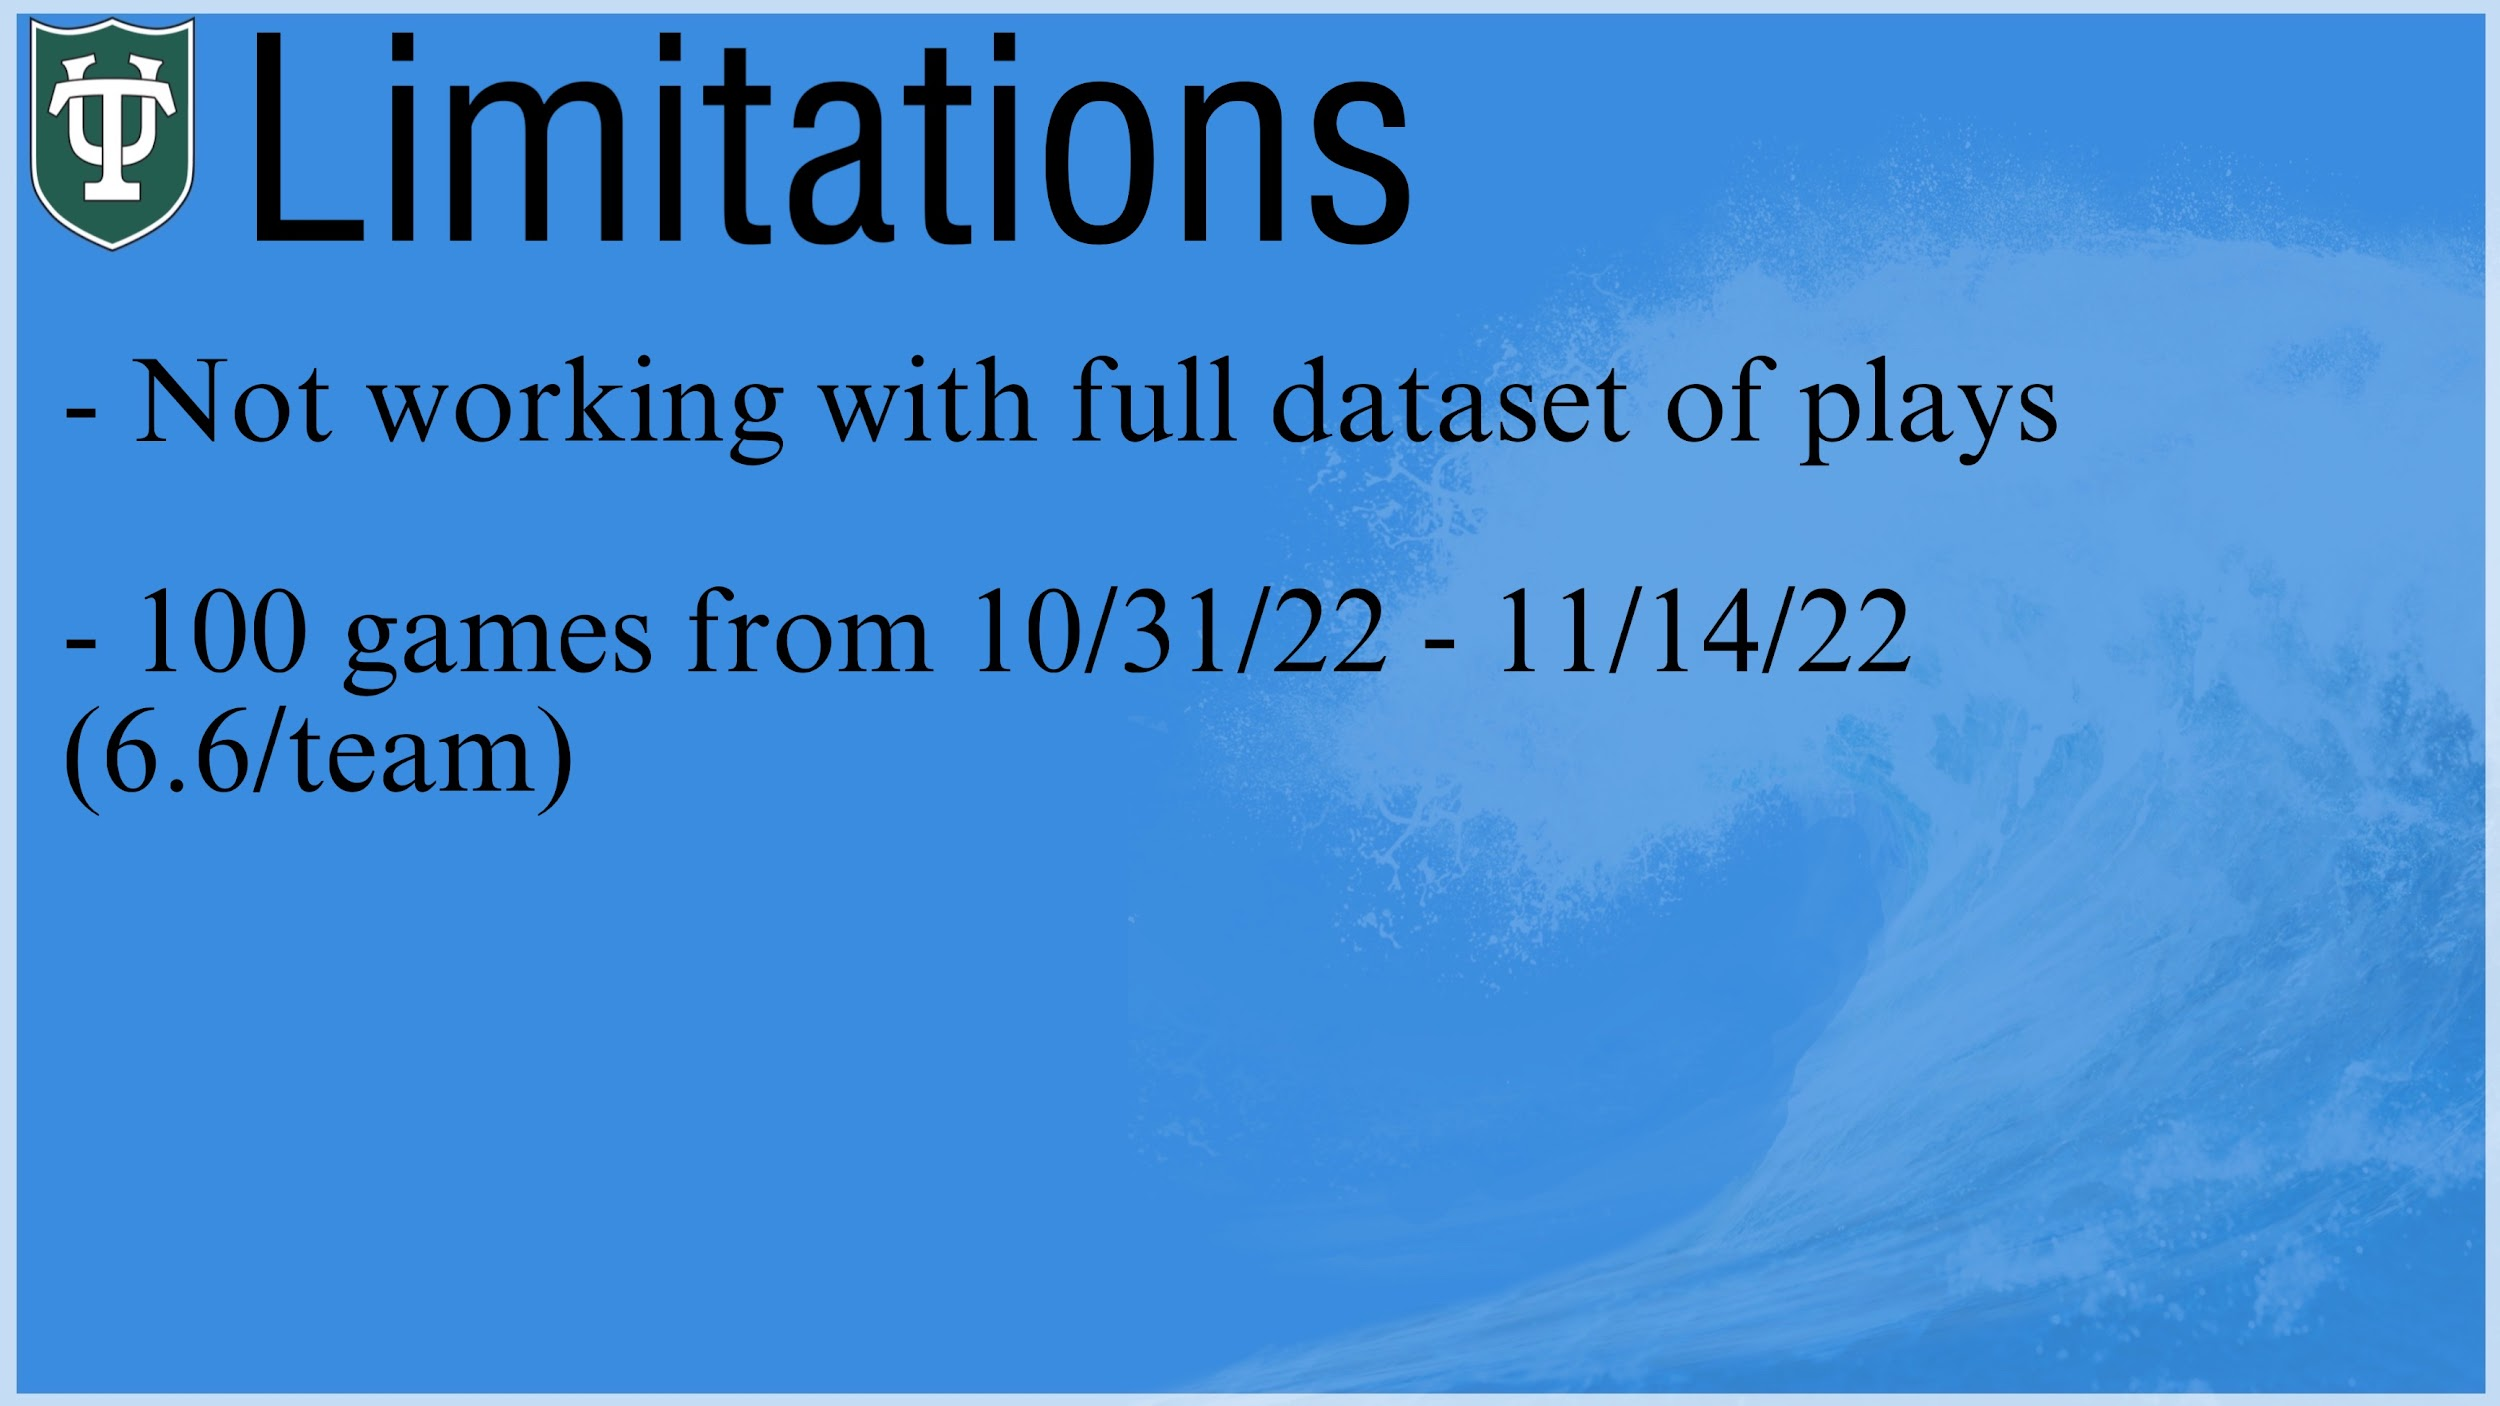 Limitations
- Not working with full dataset of plays
- 100 games from 10/31/22 - 11/14/22
(6.6/team)